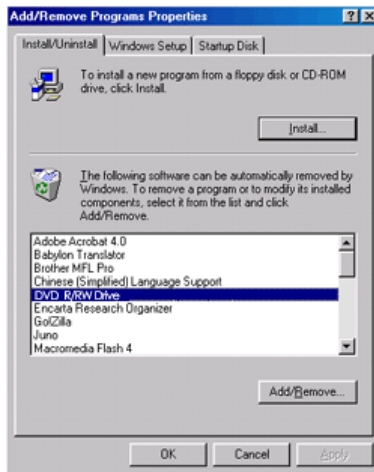 Add/Remove Programs Properties
Install/Uninstall Windows Setup Startup Disk
To install a new program from a floppy disk or CD-ROM
drive, click Install.
Install...
The following software can be automatically removed by
Windows. To remove a program or to modify its installed
components, select it from the list and click
Add/Remove.
Adobe Acrobat 4.0
Babylon Translator
Brother MFL Pro
Chinese (Simplified) Language Support
DVD R/RW Drive
Encarta Research Organizer
Go!Zilla
Juno
Macromedia Flash 4
Add/Remove...
OK Cancel Apply